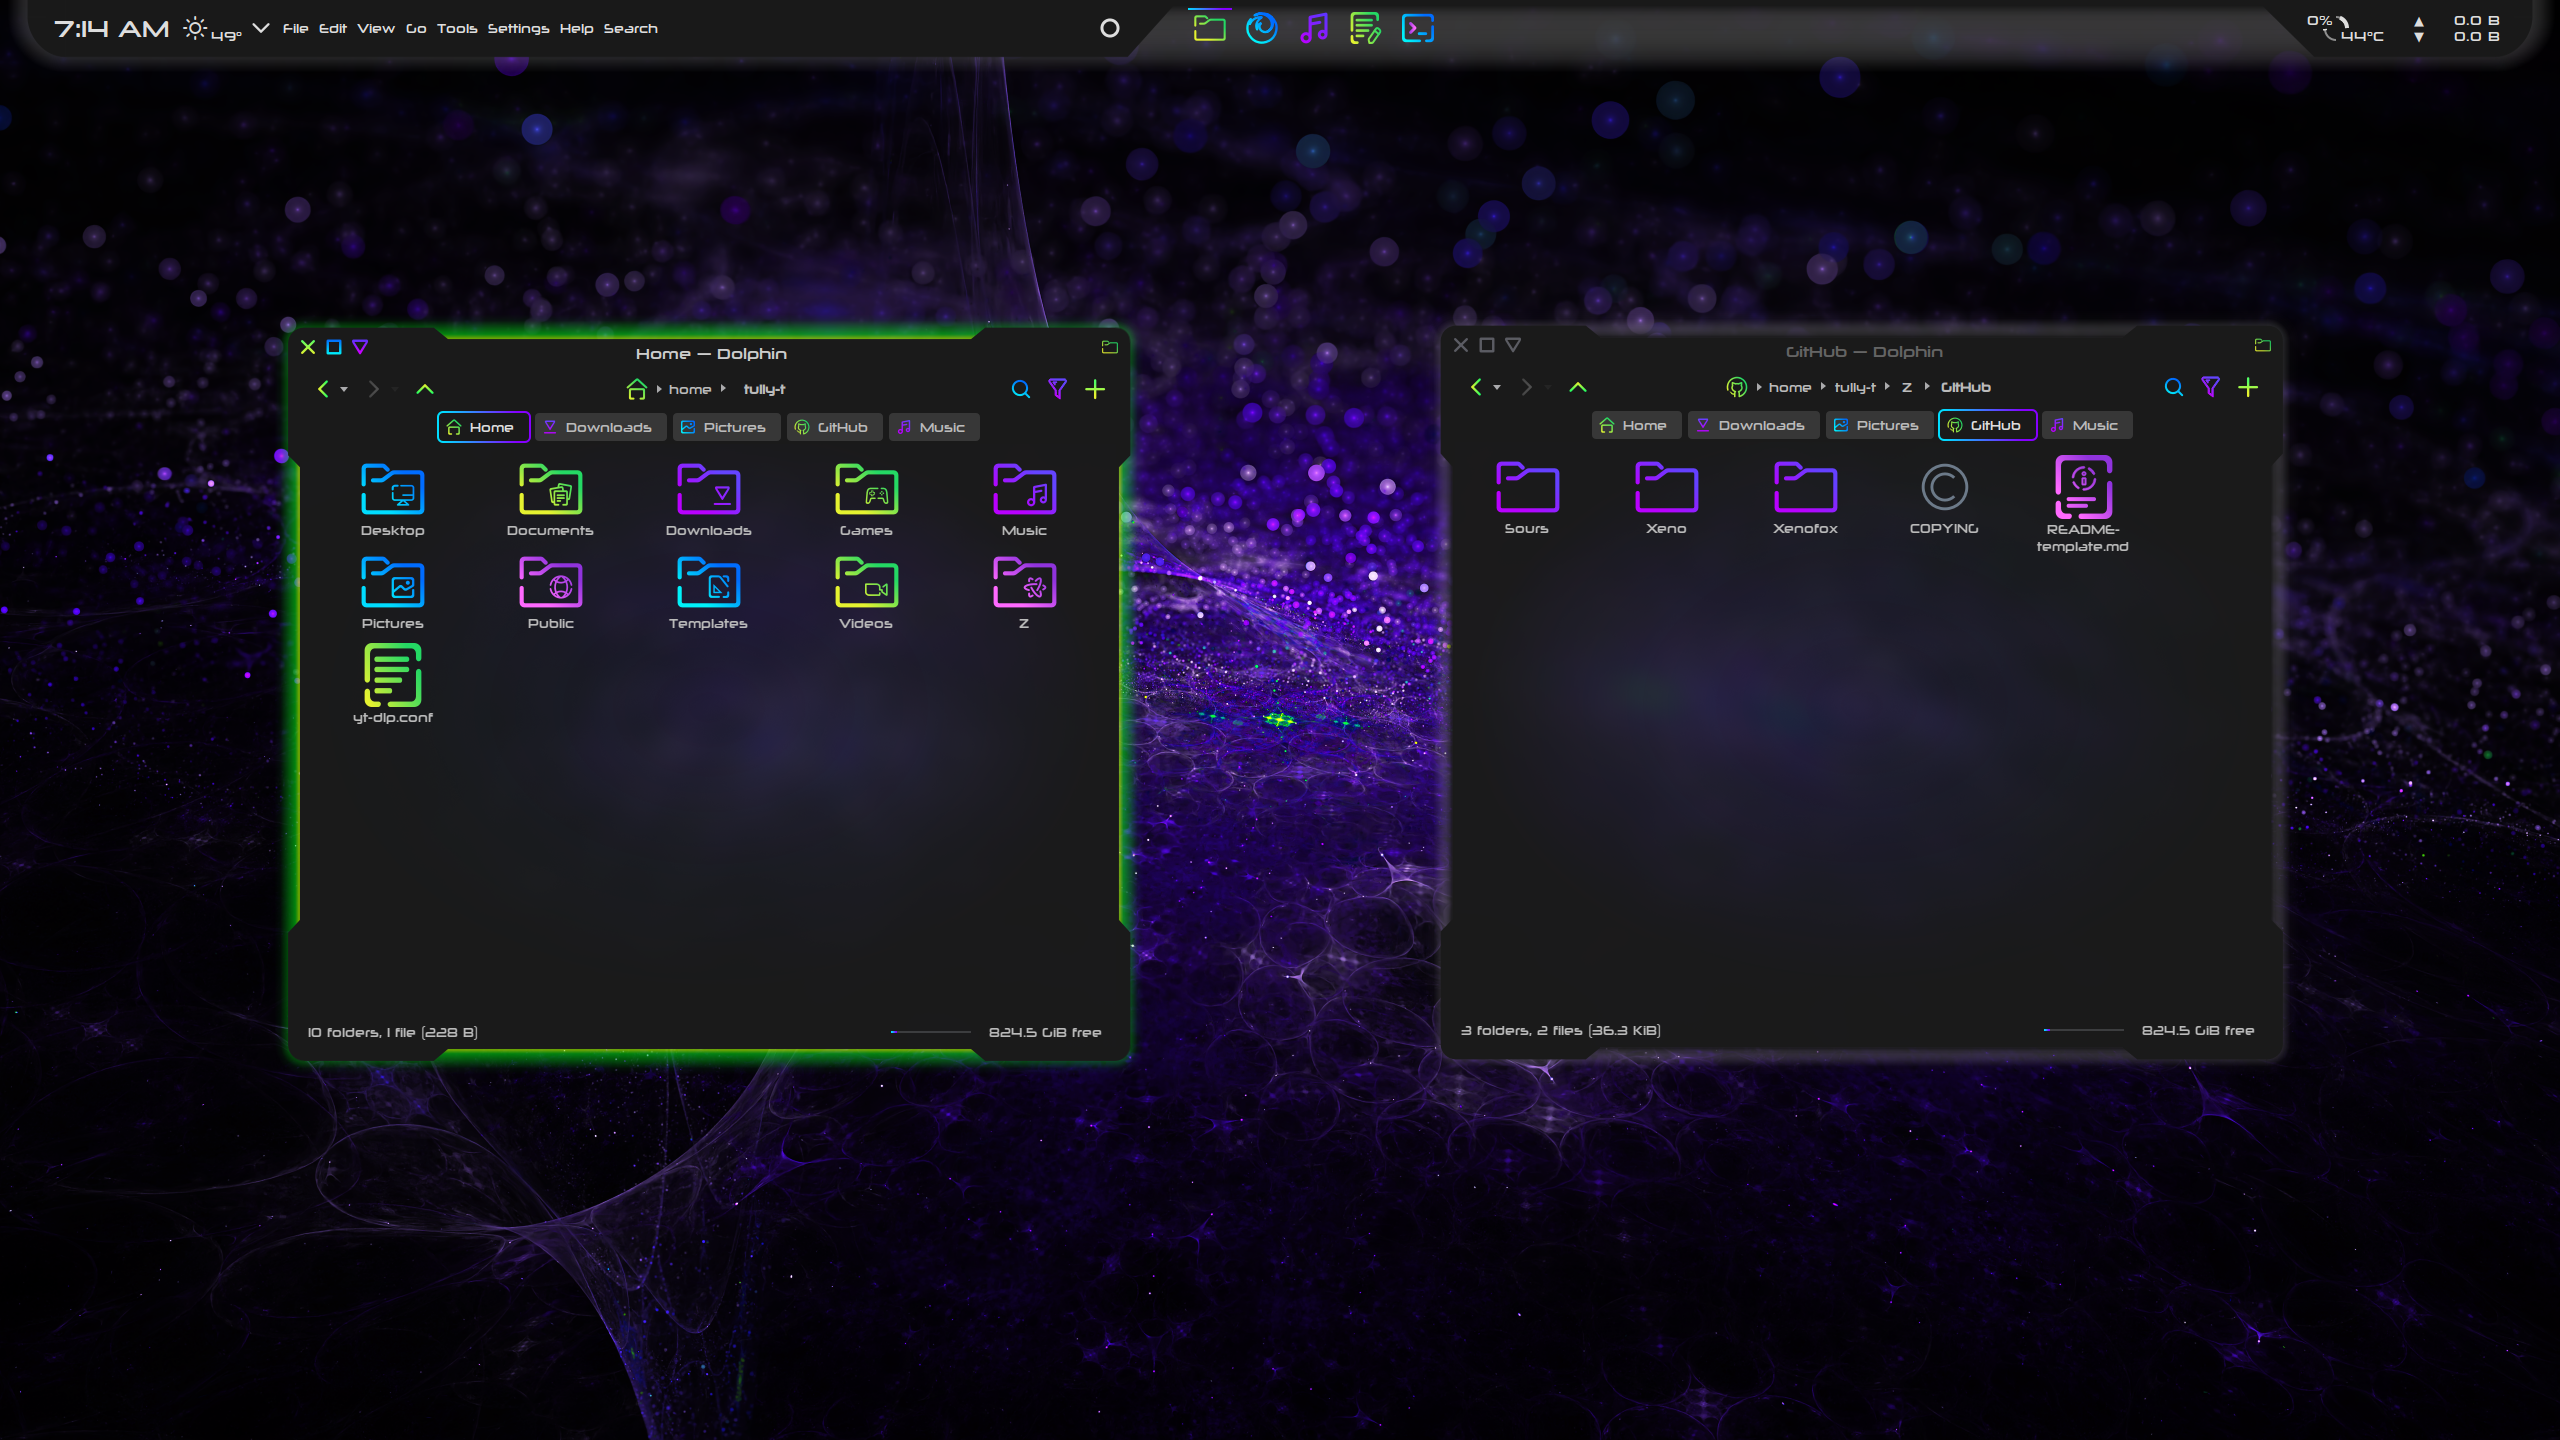 7:14 AM 49° File Edit View Go Tools Settings Help Search
0% 44°C 0.0 B 0.0 B
Home — Dolphin
home tully-t
Home Downloads Pictures GitHub Music
Desktop Documents Downloads Games Music
Pictures Public Templates Videos Z
yt-dlp.conf
10 folders, 1 file (228 B) 824.5 GiB free
GitHub — Dolphin
home tully-t Z GitHub
Home Downloads Pictures GitHub Music
Sours Xeno Xenofox COPYING README-
template.md
3 folders, 2 files (36.3 KiB) 824.5 GiB free